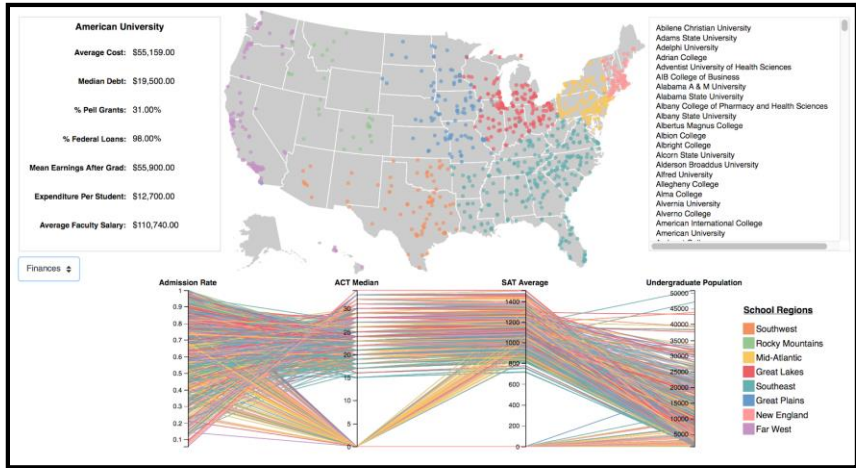 American University
Average Cost: $55,159.00
Median Debt: $19,500.00
% Pell Grants: 31.00%
% Federal Loans: 98.00%
Mean Earnings After Grad: $55,900.00
Expenditure Per Student: $12,700.00
Average Faculty Salary: $110,740.00
Finances
Abilene Christian University
Adams State University
Adelphi University
Adrian College
Adventist University of Health Sciences
AIB College of Business
Alabama A & M University
Alabama State University
Albany College of Pharmacy and Health Sciences
Albany State University
Albertus Magnus College
Albion College
Albright College
Alcorn State University
Alderson Broaddus University
Alfred University
Allegheny College
Alma College
Alvernia University
Alverno College
American International College
American University
Admission Rate
1
0.9
0.8
0.7
0.6
0.5
0.4
0.3
0.2
0.1
ACT Median
30
25
20
15
10
5
0
SAT Average
1400
1200
1000
800
600
400
200
0
Undergraduate Population
50000
45000
40000
35000
30000
25000
20000
15000
10000
5000
School Regions
Southwest
Rocky Mountains
Mid-Atlantic
Great Lakes
Southeast
Great Plains
New England
Far West